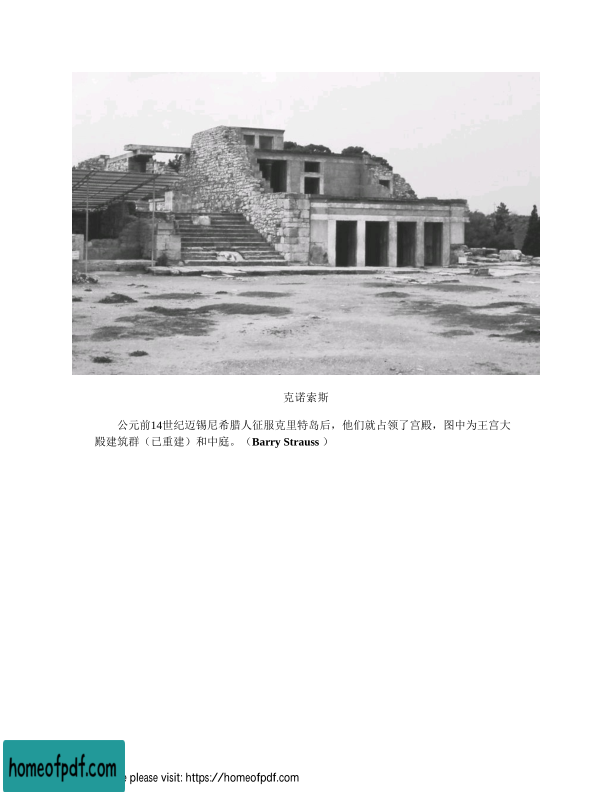 克诺索斯
公元前14世纪迈锡尼希腊人征服克里特岛后，他们就占领了宫殿，图中为王宫大
殿建筑群（已重建）和中庭。（Barry Strauss ）
homeofpdf.com
please visit: https://homeofpdf.com